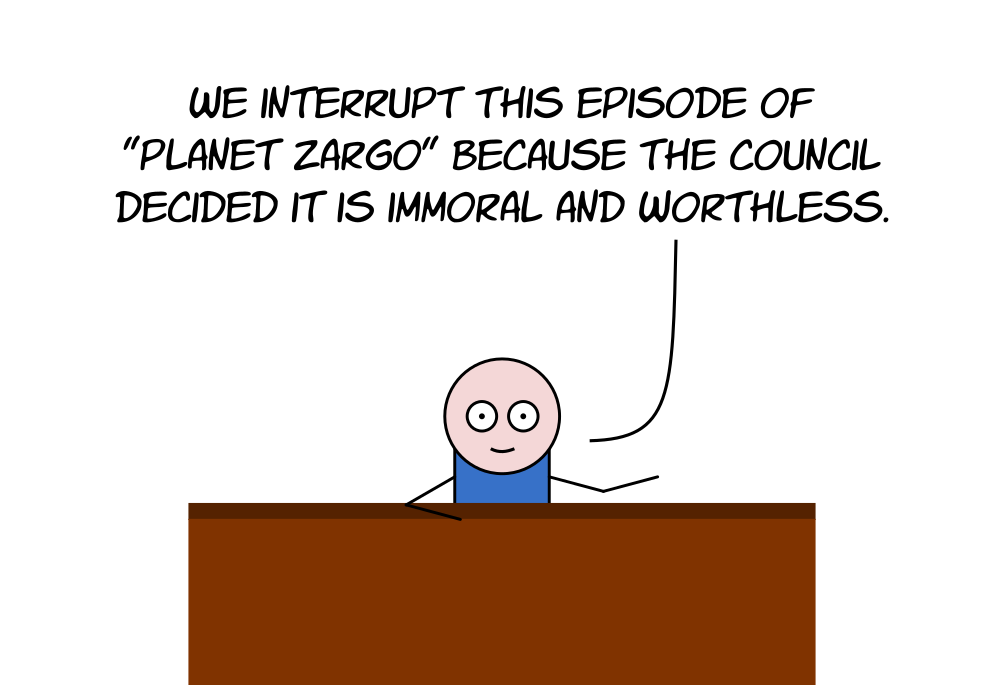 WE INTERRUPT THIS EPISODE OF
"PLANET ZARGO" BECAUSE THE COUNCIL
DECIDED IT IS IMMORAL AND WORTHLESS.